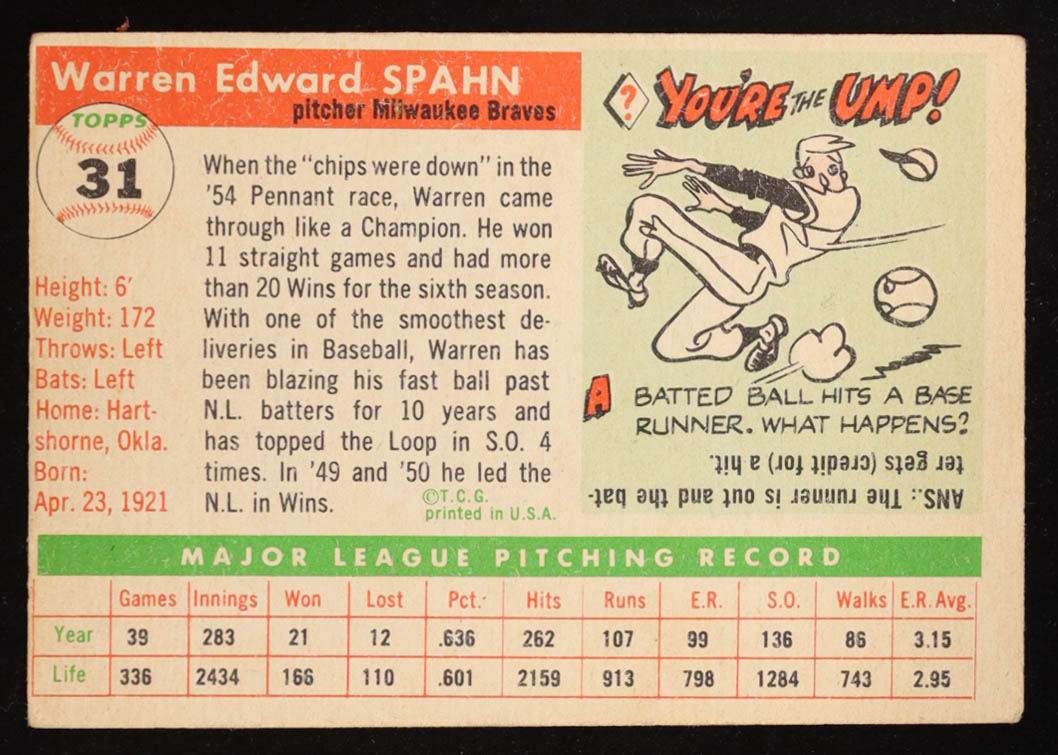 Warren Edward SPAHN
pitcher Milwaukee Braves
TOPPS
31
Height: 6'
Weight: 172
Throws: Left
Bats: Left
Home: Hart-
shorne, Okla.
Born:
Apr. 23, 1921
When the "chips were down" in the
'54 Pennant race, Warren came
through like a Champion. He won
11 straight games and had more
than 20 Wins for the sixth season.
With one of the smoothest de-
liveries in Baseball, Warren has
been blazing his fast ball past
N.L. batters for 10 years and
has topped the Loop in S.O. 4
times. In '49 and '50 he led the
N.L. in Wins.
©T.C.G.
printed in U.S.A.
? YOU'RE THE UMP!
A BATTED BALL HITS A BASE
RUNNER. WHAT HAPPENS?
ANS.: The runner is out and the bat-
ter gets (credit for) a hit.
MAJOR LEAGUE PITCHING RECORD
Games Innings Won Lost Pct. Hits Runs E.R. S.O. Walks E.R. Avg.
Year 39 283 21 12 .636 262 107 99 136 86 3.15
Life 336 2434 166 110 .601 2159 913 798 1284 743 2.95